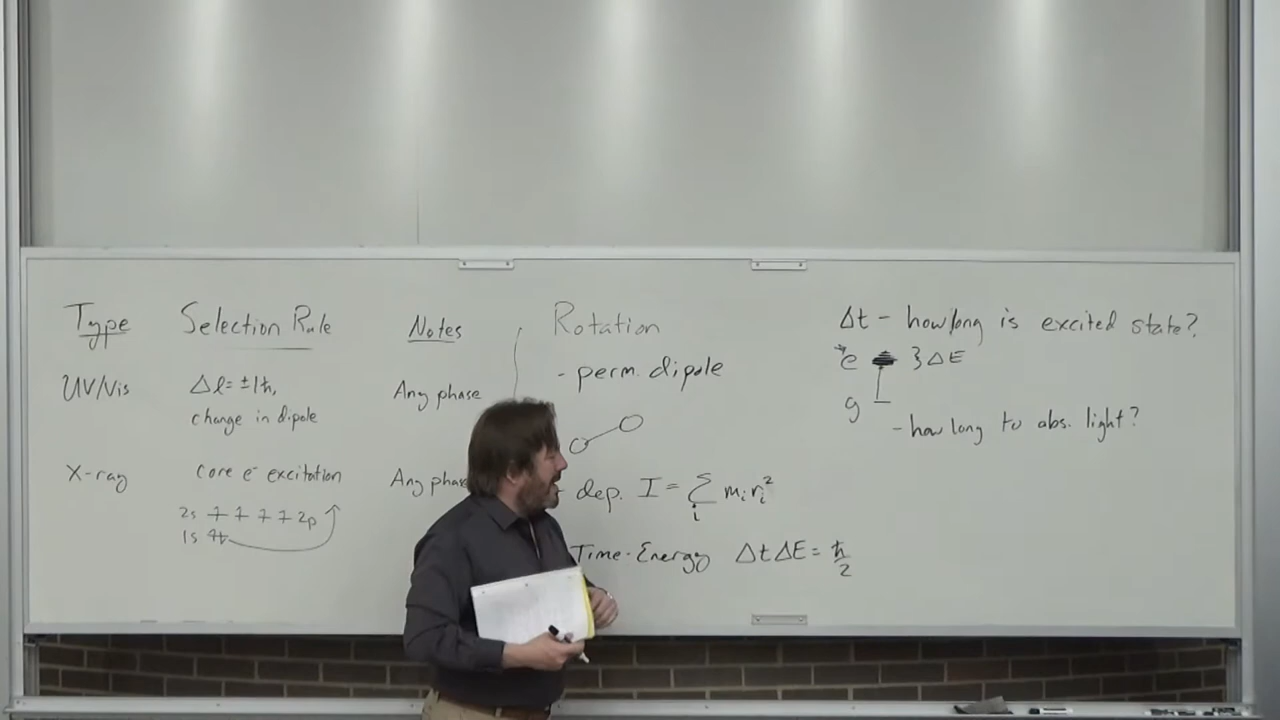 Type Selection Rule Notes
UV/Vis Δl = ±1ħ, Any phase
change in dipole
X-ray core e⁻ excitation Any phase
2s 2p
1s
Rotation
- perm. dipole
- dep. I = Σ mᵢrᵢ²
i
Time-Energy ΔtΔE = ħ/2
Δt - how long is excited state?
e }ΔE
g
- how long to abs. light?